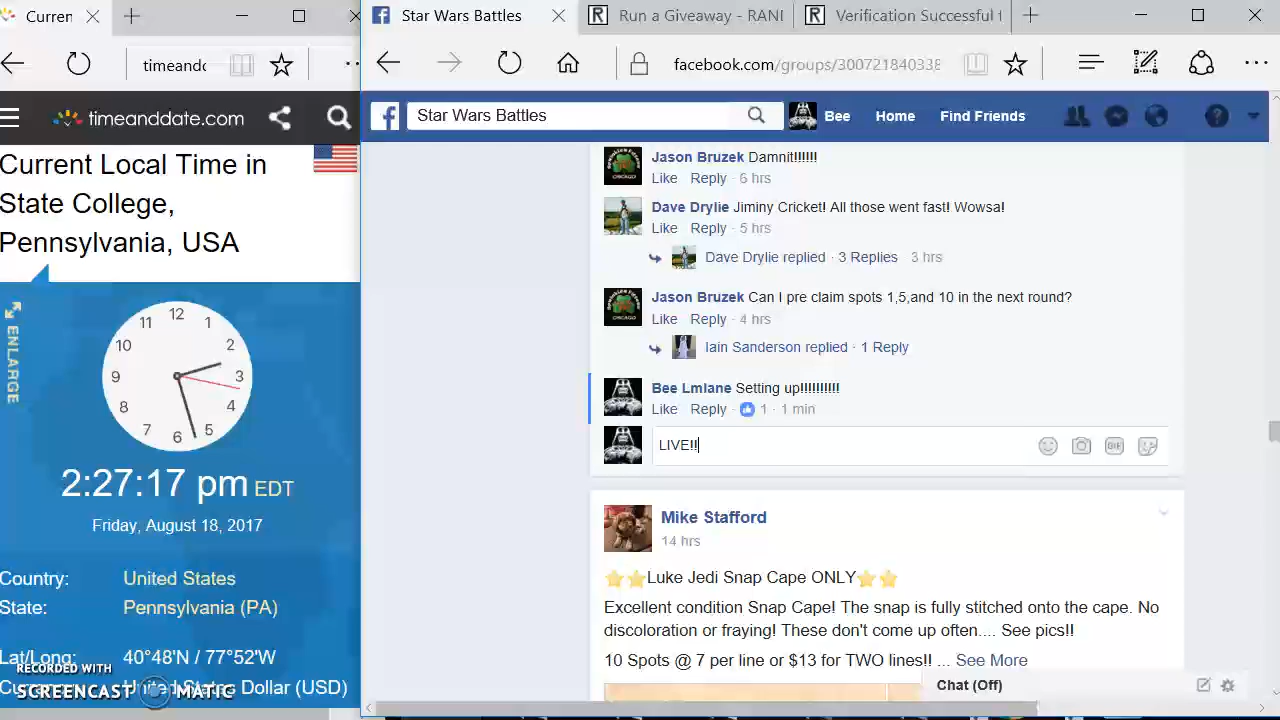 Curren
timeandc
timeanddate.com
Current Local Time in
State College,
Pennsylvania, USA
ENLARGE
12
1
2
3
4
5
6
7
8
9
10
11
2:27:17 pm EDT
Friday, August 18, 2017
Country: United States
State: Pennsylvania (PA)
Lat/Long: 40°48'N / 77°52'W
United States Dollar (USD)
RECORDED WITH
SCREENCAST MATIC
Star Wars Battles
Run a Giveaway - RANI
Verification Successful t
facebook.com/groups/300721840338
Star Wars Battles
Bee Home Find Friends
Jason Bruzek Damnit!!!!!!
Like Reply · 6 hrs
Dave Drylie Jiminy Cricket! All those went fast! Wowsa!
Like Reply · 5 hrs
Dave Drylie replied · 3 Replies 3 hrs
Jason Bruzek Can I pre claim spots 1,5,and 10 in the next round?
Like Reply · 4 hrs
Iain Sanderson replied · 1 Reply
Bee Lmlane Setting up!!!!!!!!!!
Like Reply · 1 · 1 min
LIVE!!
GIF
Mike Stafford
14 hrs
⭐⭐Luke Jedi Snap Cape ONLY⭐⭐
Excellent condition Snap Cape! The snap is fully stitched onto the cape. No
discoloration or fraying! These don't come up often.... See pics!!
10 Spots @ 7 per line or $13 for TWO lines!! ... See More
Chat (Off)